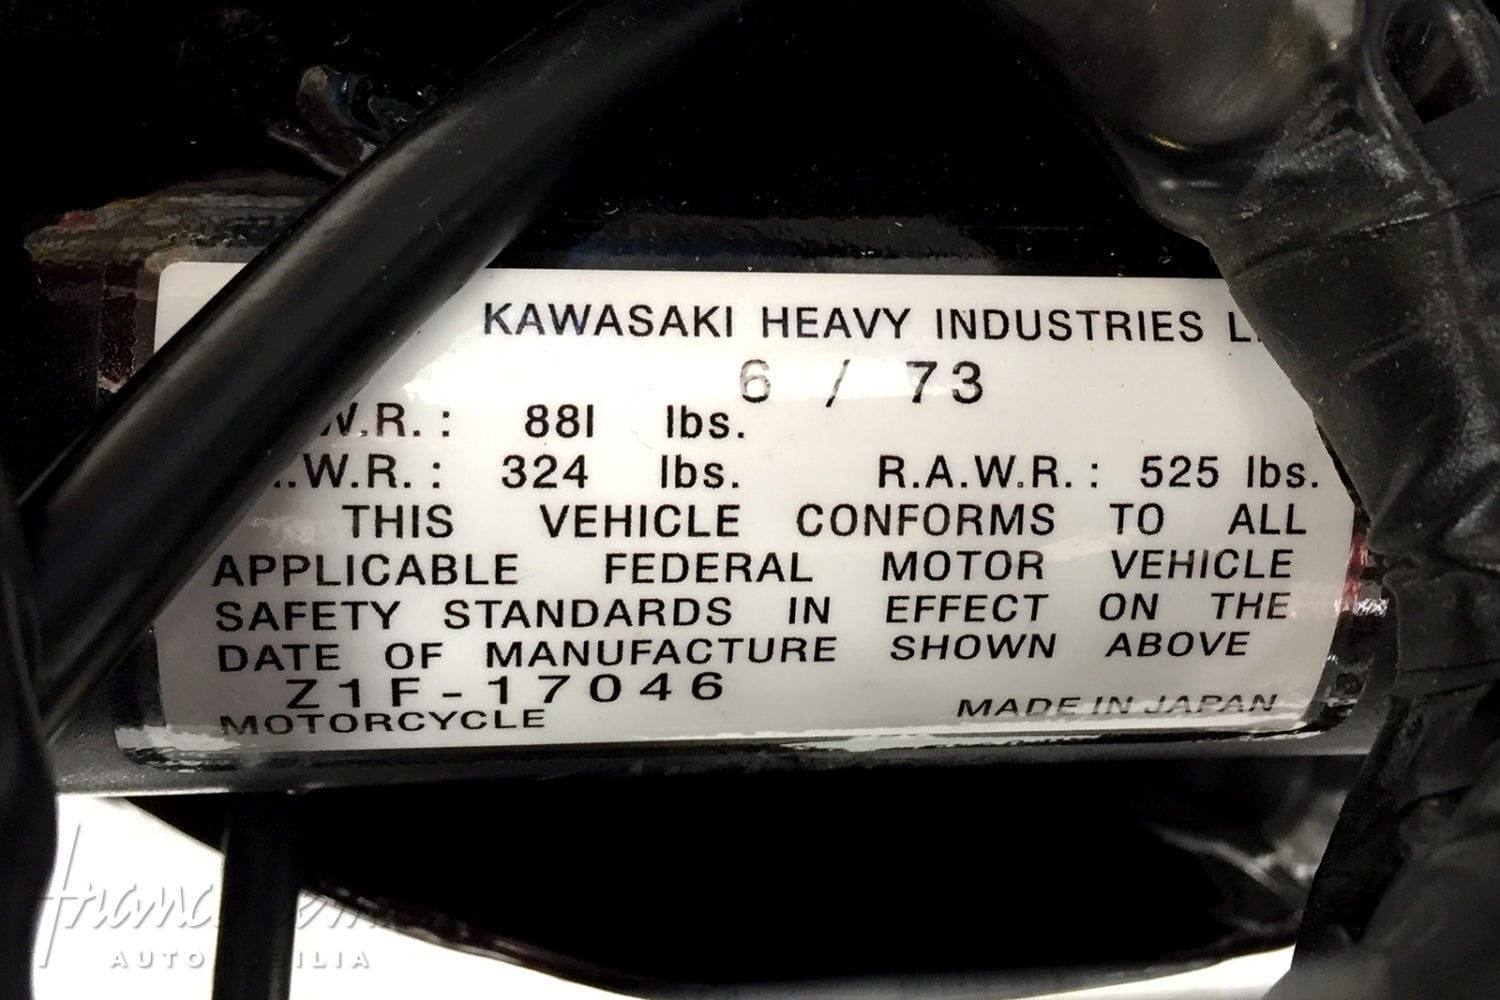 KAWASAKI HEAVY INDUSTRIES L
6 / 73
W.R. : 881 lbs.
.W.R. : 324 lbs. R.A.W.R. : 525 lbs.
THIS VEHICLE CONFORMS TO ALL
APPLICABLE FEDERAL MOTOR VEHICLE
SAFETY STANDARDS IN EFFECT ON THE
DATE OF MANUFACTURE SHOWN ABOVE
Z1F-17046
MOTORCYCLE MADE IN JAPAN
AUTOMOBILIA